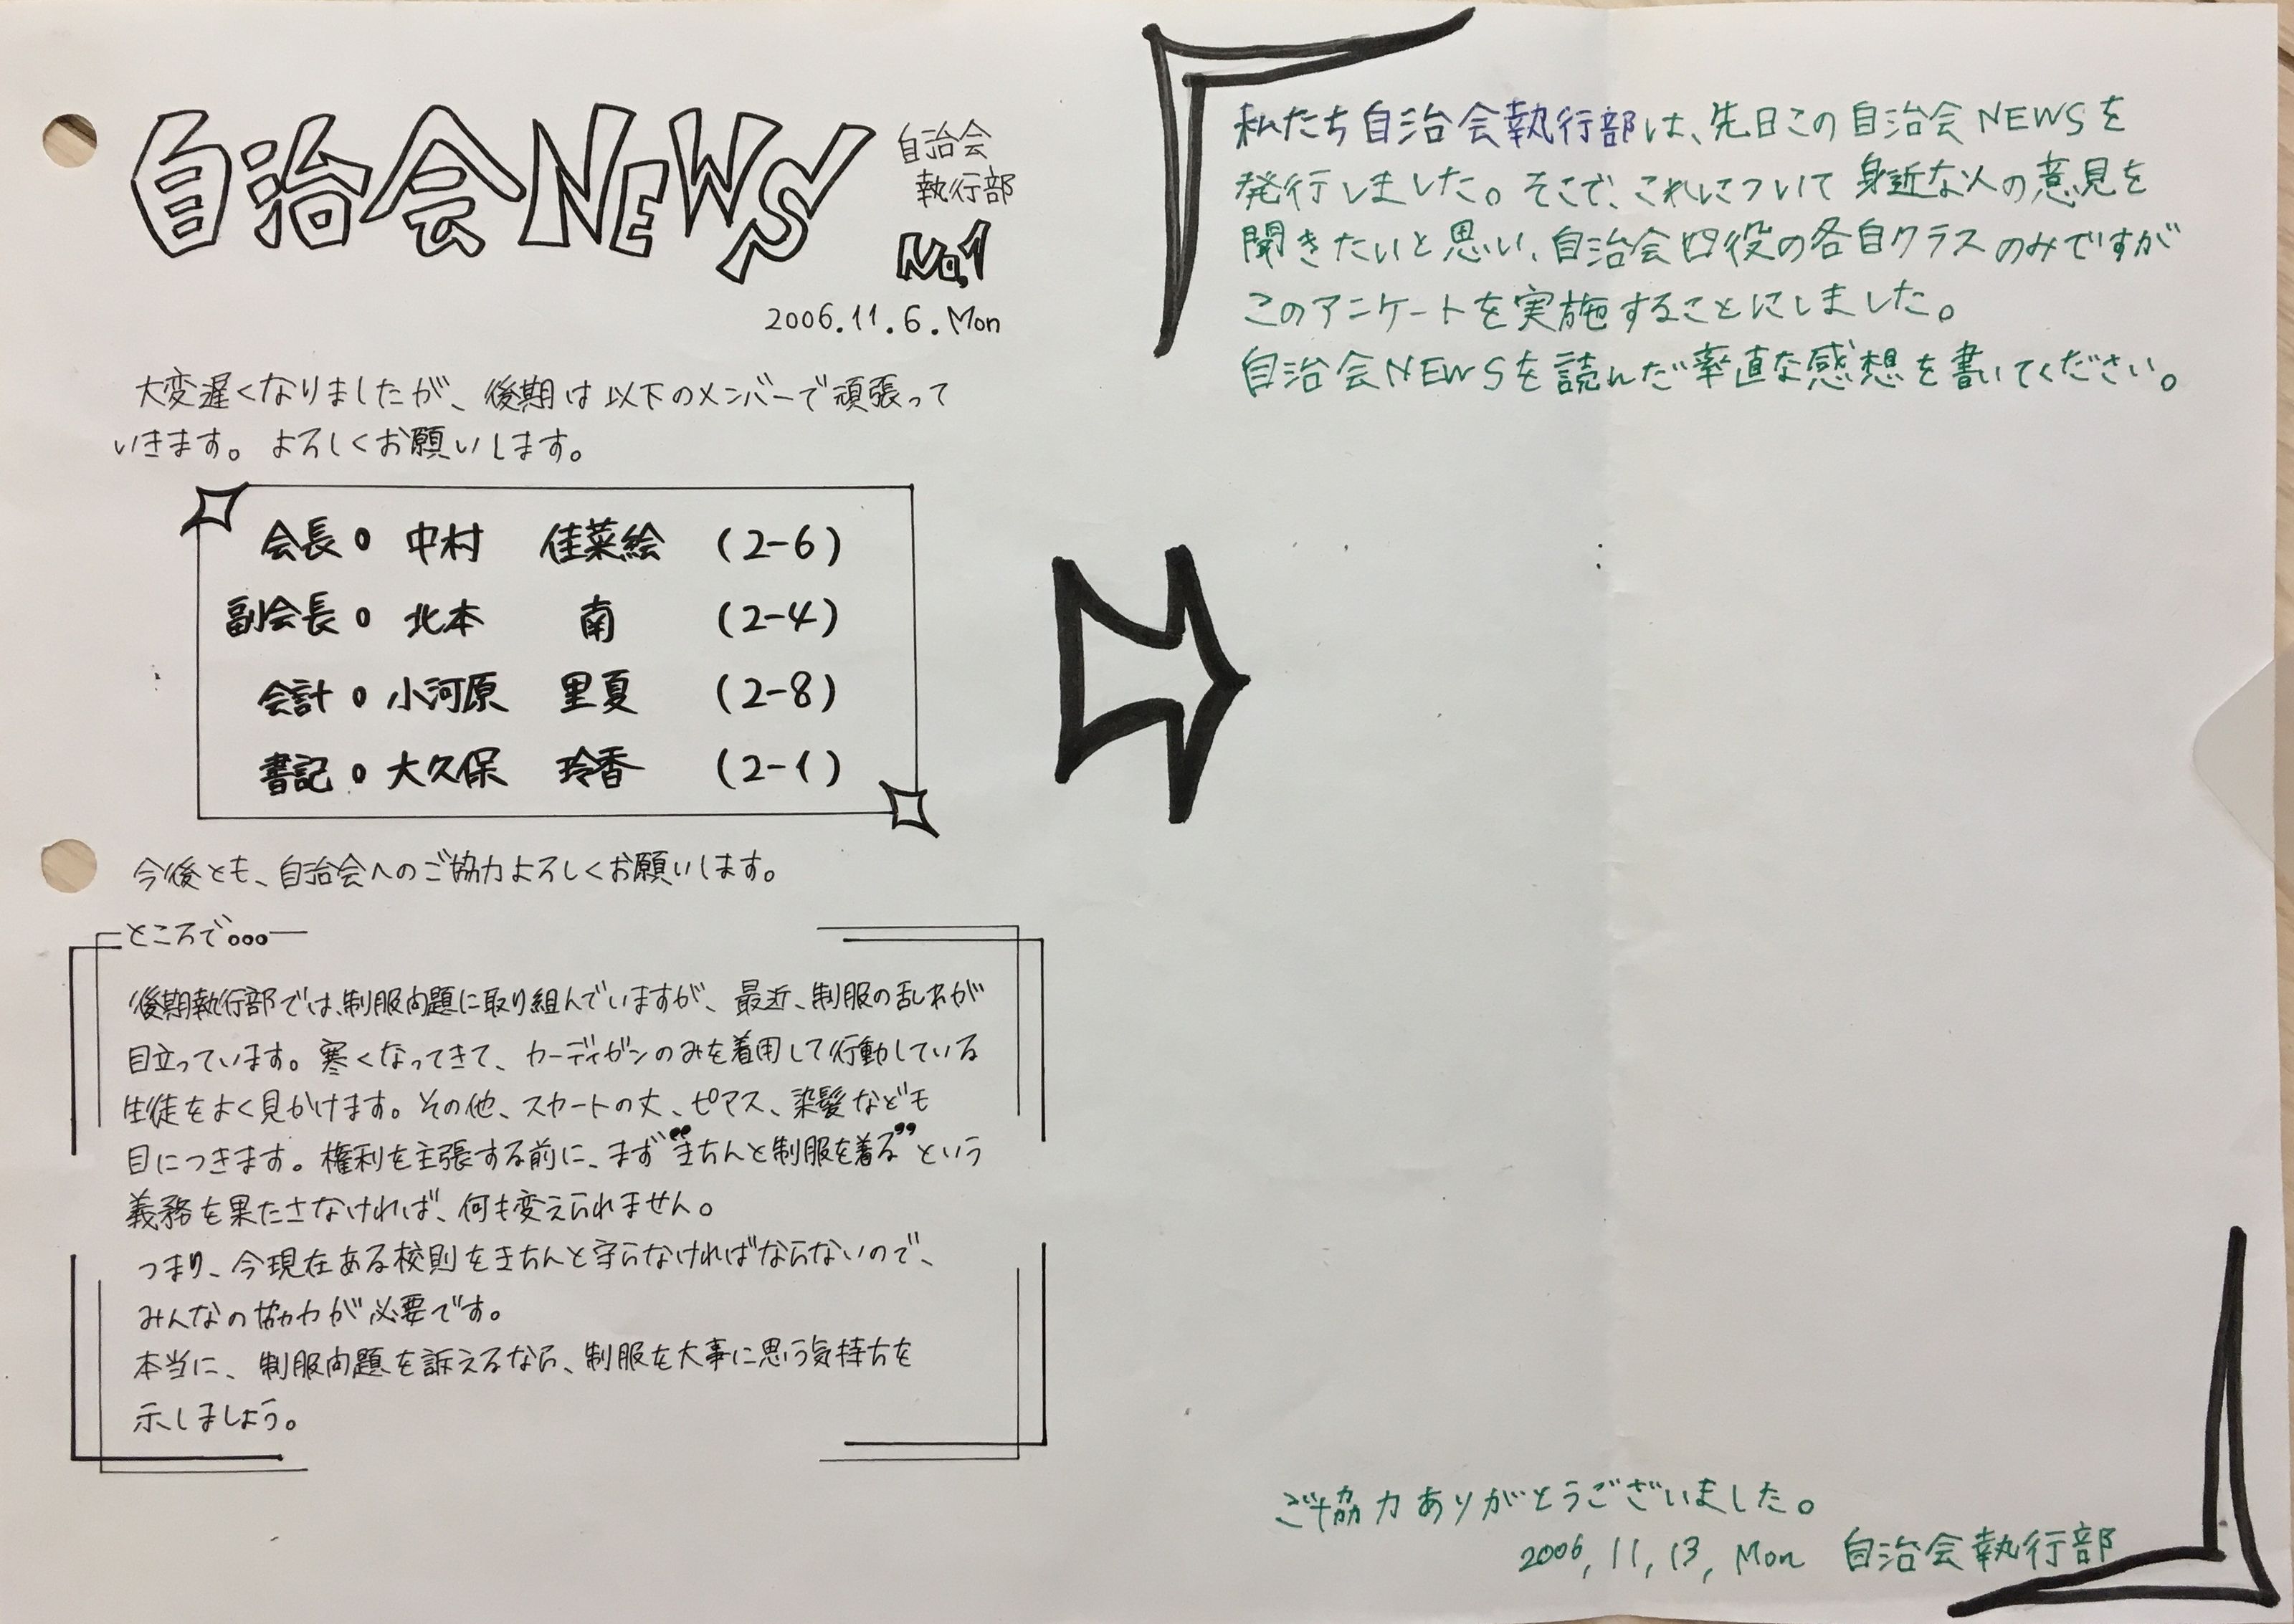 自治会NEWS
自治会
執行部
No.1
2006.11.6.Mon
大変遅くなりましたが、後期は以下のメンバーで頑張って
いきます。よろしくお願いします。
会長。中村 佳菜絵 (2-6)
副会長。北本 南 (2-4)
会計。小河原 里夏 (2-8)
書記。大久保 玲香 (2-1)
今後とも、自治会へのご協力よろしくお願いします。
ところで。。。
後期執行部では、制服問題に取り組んでいますが、最近、制服の乱れが
目立っています。寒くなってきて、カーディガンのみを着用して行動している
生徒をよく見かけます。その他、スカートの丈、ピアス、染髪なども
目につきます。権利を主張する前に、まず“きちんと制服を着る”という
義務を果たさなければ、何も変えられません。
つまり、今現在ある校則をきちんと守らなければならないので、
みんなの協力が必要です。
本当に、制服問題を訴えるなら、制服を大事に思う気持ちを
示しましょう。
私たち自治会執行部は、先日この自治会NEWSを
発行しました。そこで、これについて身近な人の意見を
聞きたいと思い、自治会四役の各自クラスのみですが
このアンケートを実施することにしました。
自治会NEWSを読んだ率直な感想を書いてください。
ご協力ありがとうございました。
2006,11,13,Mon 自治会執行部